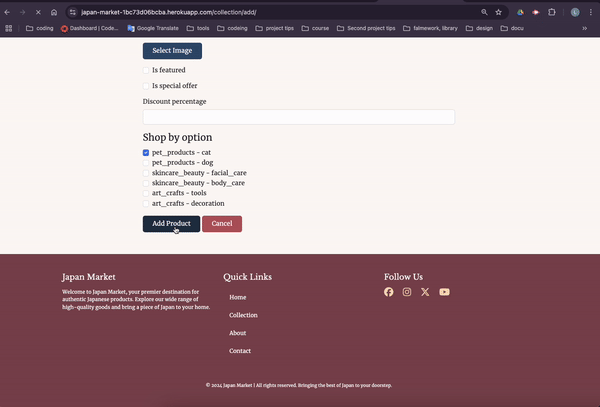 japan-market-1bc73d06bcba.herokuapp.com/collection/add/
L
coding
Dashboard | Code...
Google Translate
tools
codeing
project tips
course
Second project tips
falmework, library
design
docu
Select Image
Is featured
Is special offer
Discount percentage
Shop by option
pet_products - cat
pet_products - dog
skincare_beauty - facial_care
skincare_beauty - body_care
art_crafts - tools
art_crafts - decoration
Add Product
Cancel
Japan Market
Welcome to Japan Market, your premier destination for
authentic Japanese products. Explore our wide range of
high-quality goods and bring a piece of Japan to your home.
Quick Links
Home
Collection
About
Contact
Follow Us
© 2024 Japan Market | All rights reserved. Bringing the best of Japan to your doorstep.